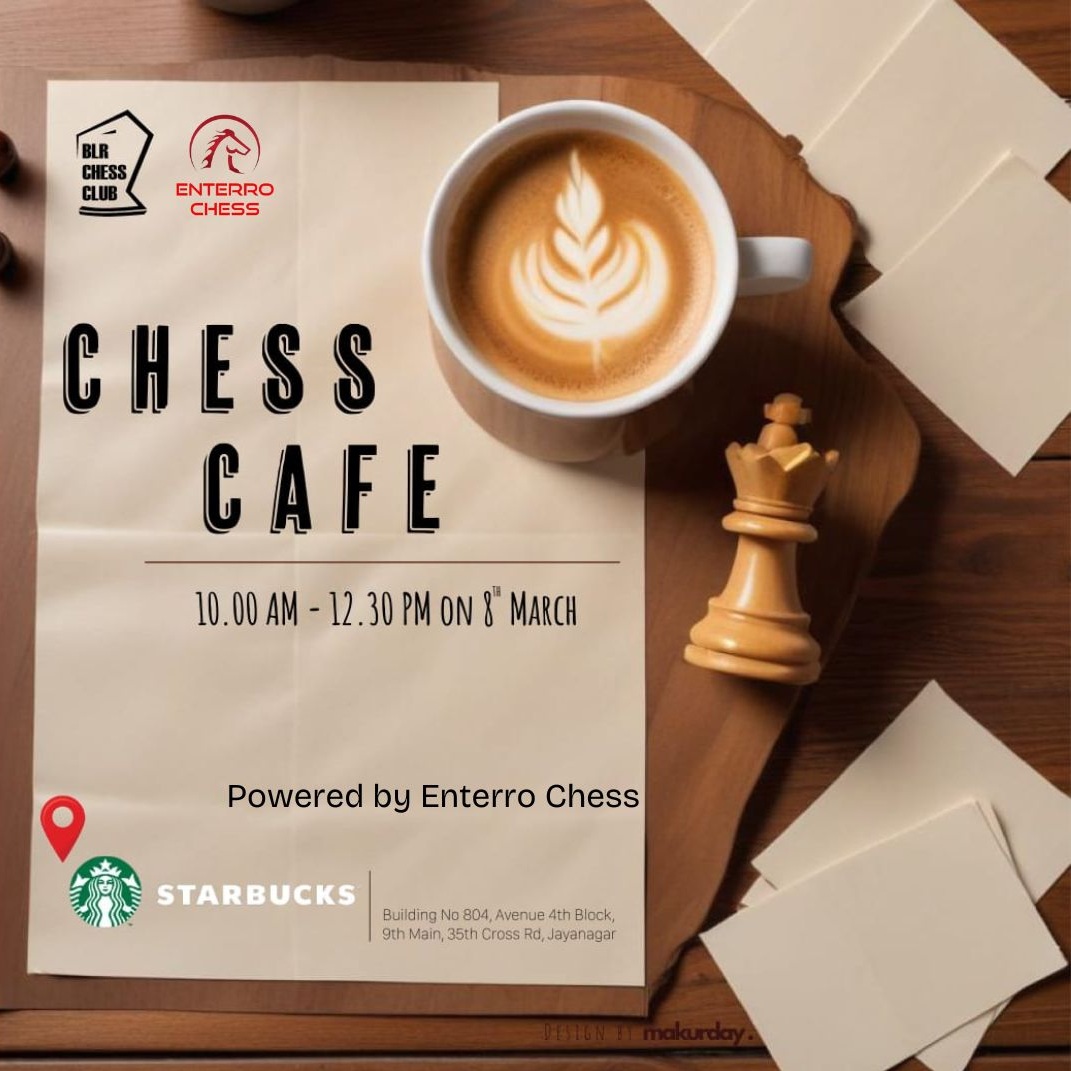 BLR
CHESS
CLUB
ENTERRO
CHESS
CHESS
CAFE
10.00 AM - 12.30 PM ON 8TH MARCH
Powered by Enterro Chess
STARBUCKS
Building No 804, Avenue 4th Block,
9th Main, 35th Cross Rd, Jayanagar
DESIGN BY makurday.